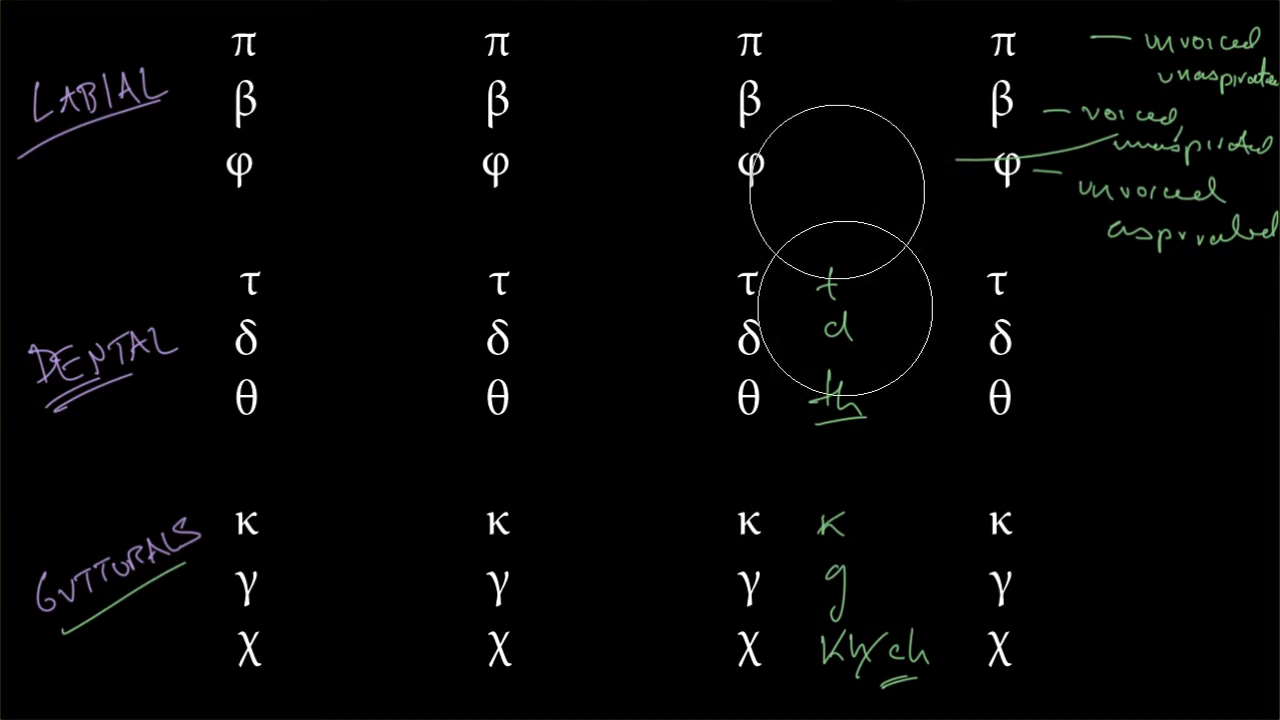 π π π π — unvoiced
unaspirated
LABIAL β β β β — voiced
unaspirated
φ φ φ φ — unvoiced
aspirated
τ τ τ t τ
DENTAL δ δ δ d δ
θ θ θ th θ
κ κ κ K κ
GUTTURALS γ γ γ g γ
χ χ χ Kh/ch χ